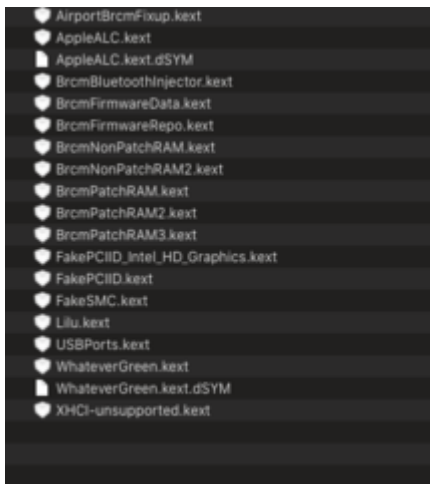 AirportBrcmFixup.kext
AppleALC.kext
AppleALC.kext.dSYM
BrcmBluetoothInjector.kext
BrcmFirmwareData.kext
BrcmFirmwareRepo.kext
BrcmNonPatchRAM.kext
BrcmNonPatchRAM2.kext
BrcmPatchRAM.kext
BrcmPatchRAM2.kext
BrcmPatchRAM3.kext
FakePCIID_Intel_HD_Graphics.kext
FakePCIID.kext
FakeSMC.kext
Lilu.kext
USBPorts.kext
WhateverGreen.kext
WhateverGreen.kext.dSYM
XHCI-unsupported.kext